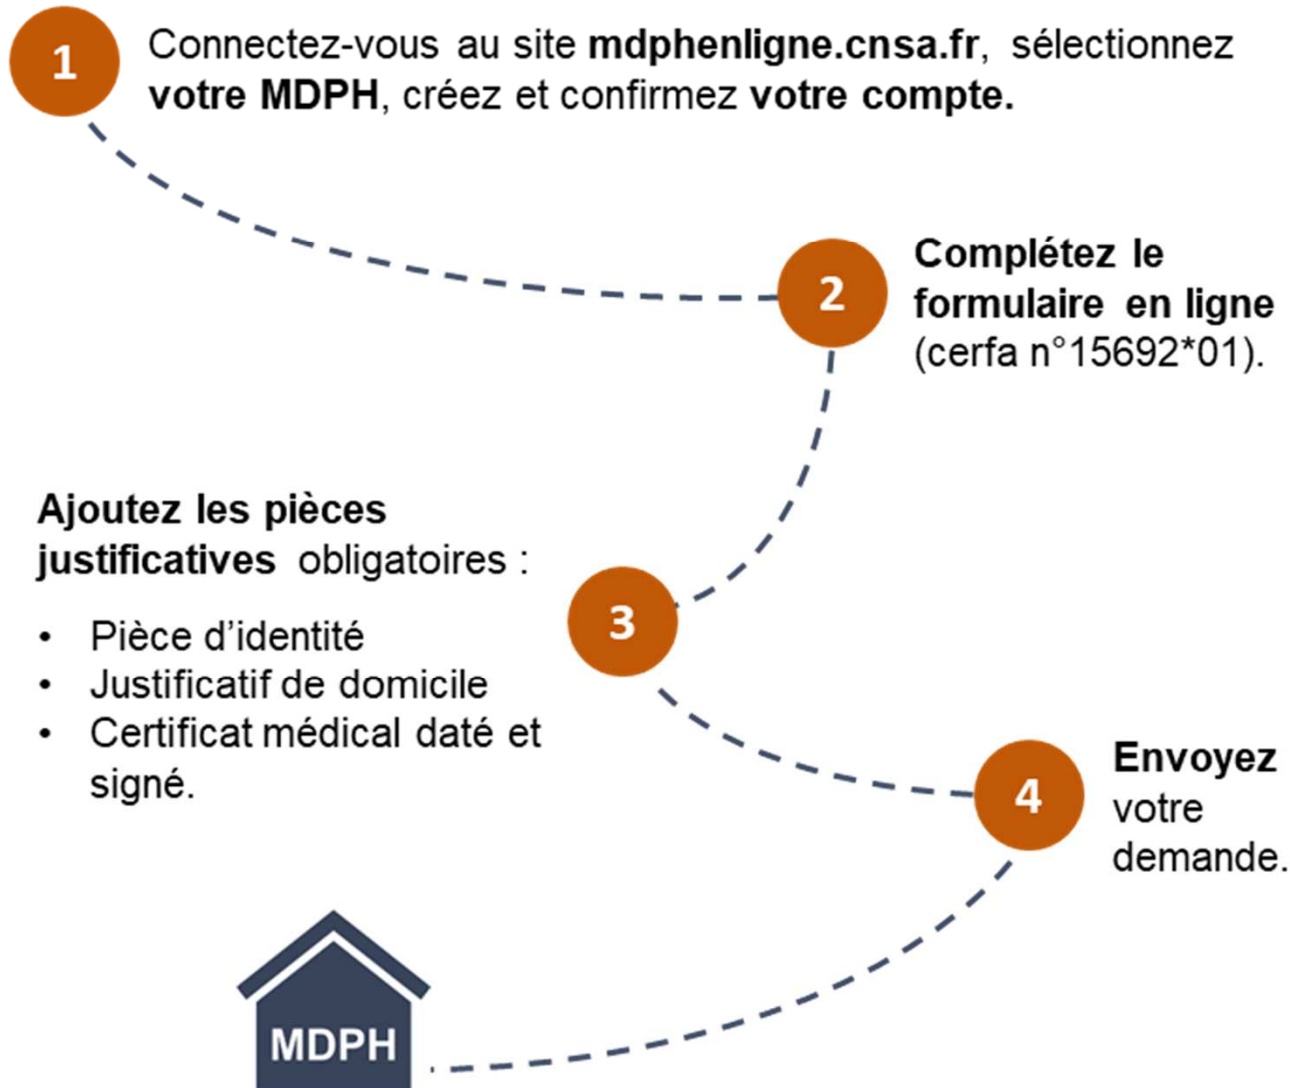 1
Connectez-vous au site mdphenligne.cnsa.fr, sélectionnez
votre MDPH, créez et confirmez votre compte.
2
Complétez le
formulaire en ligne
(cerfa n°15692*01).
Ajoutez les pièces
justificatives obligatoires :
• Pièce d’identité
• Justificatif de domicile
• Certificat médical daté et
signé.
3
4
Envoyez
votre
demande.
MDPH